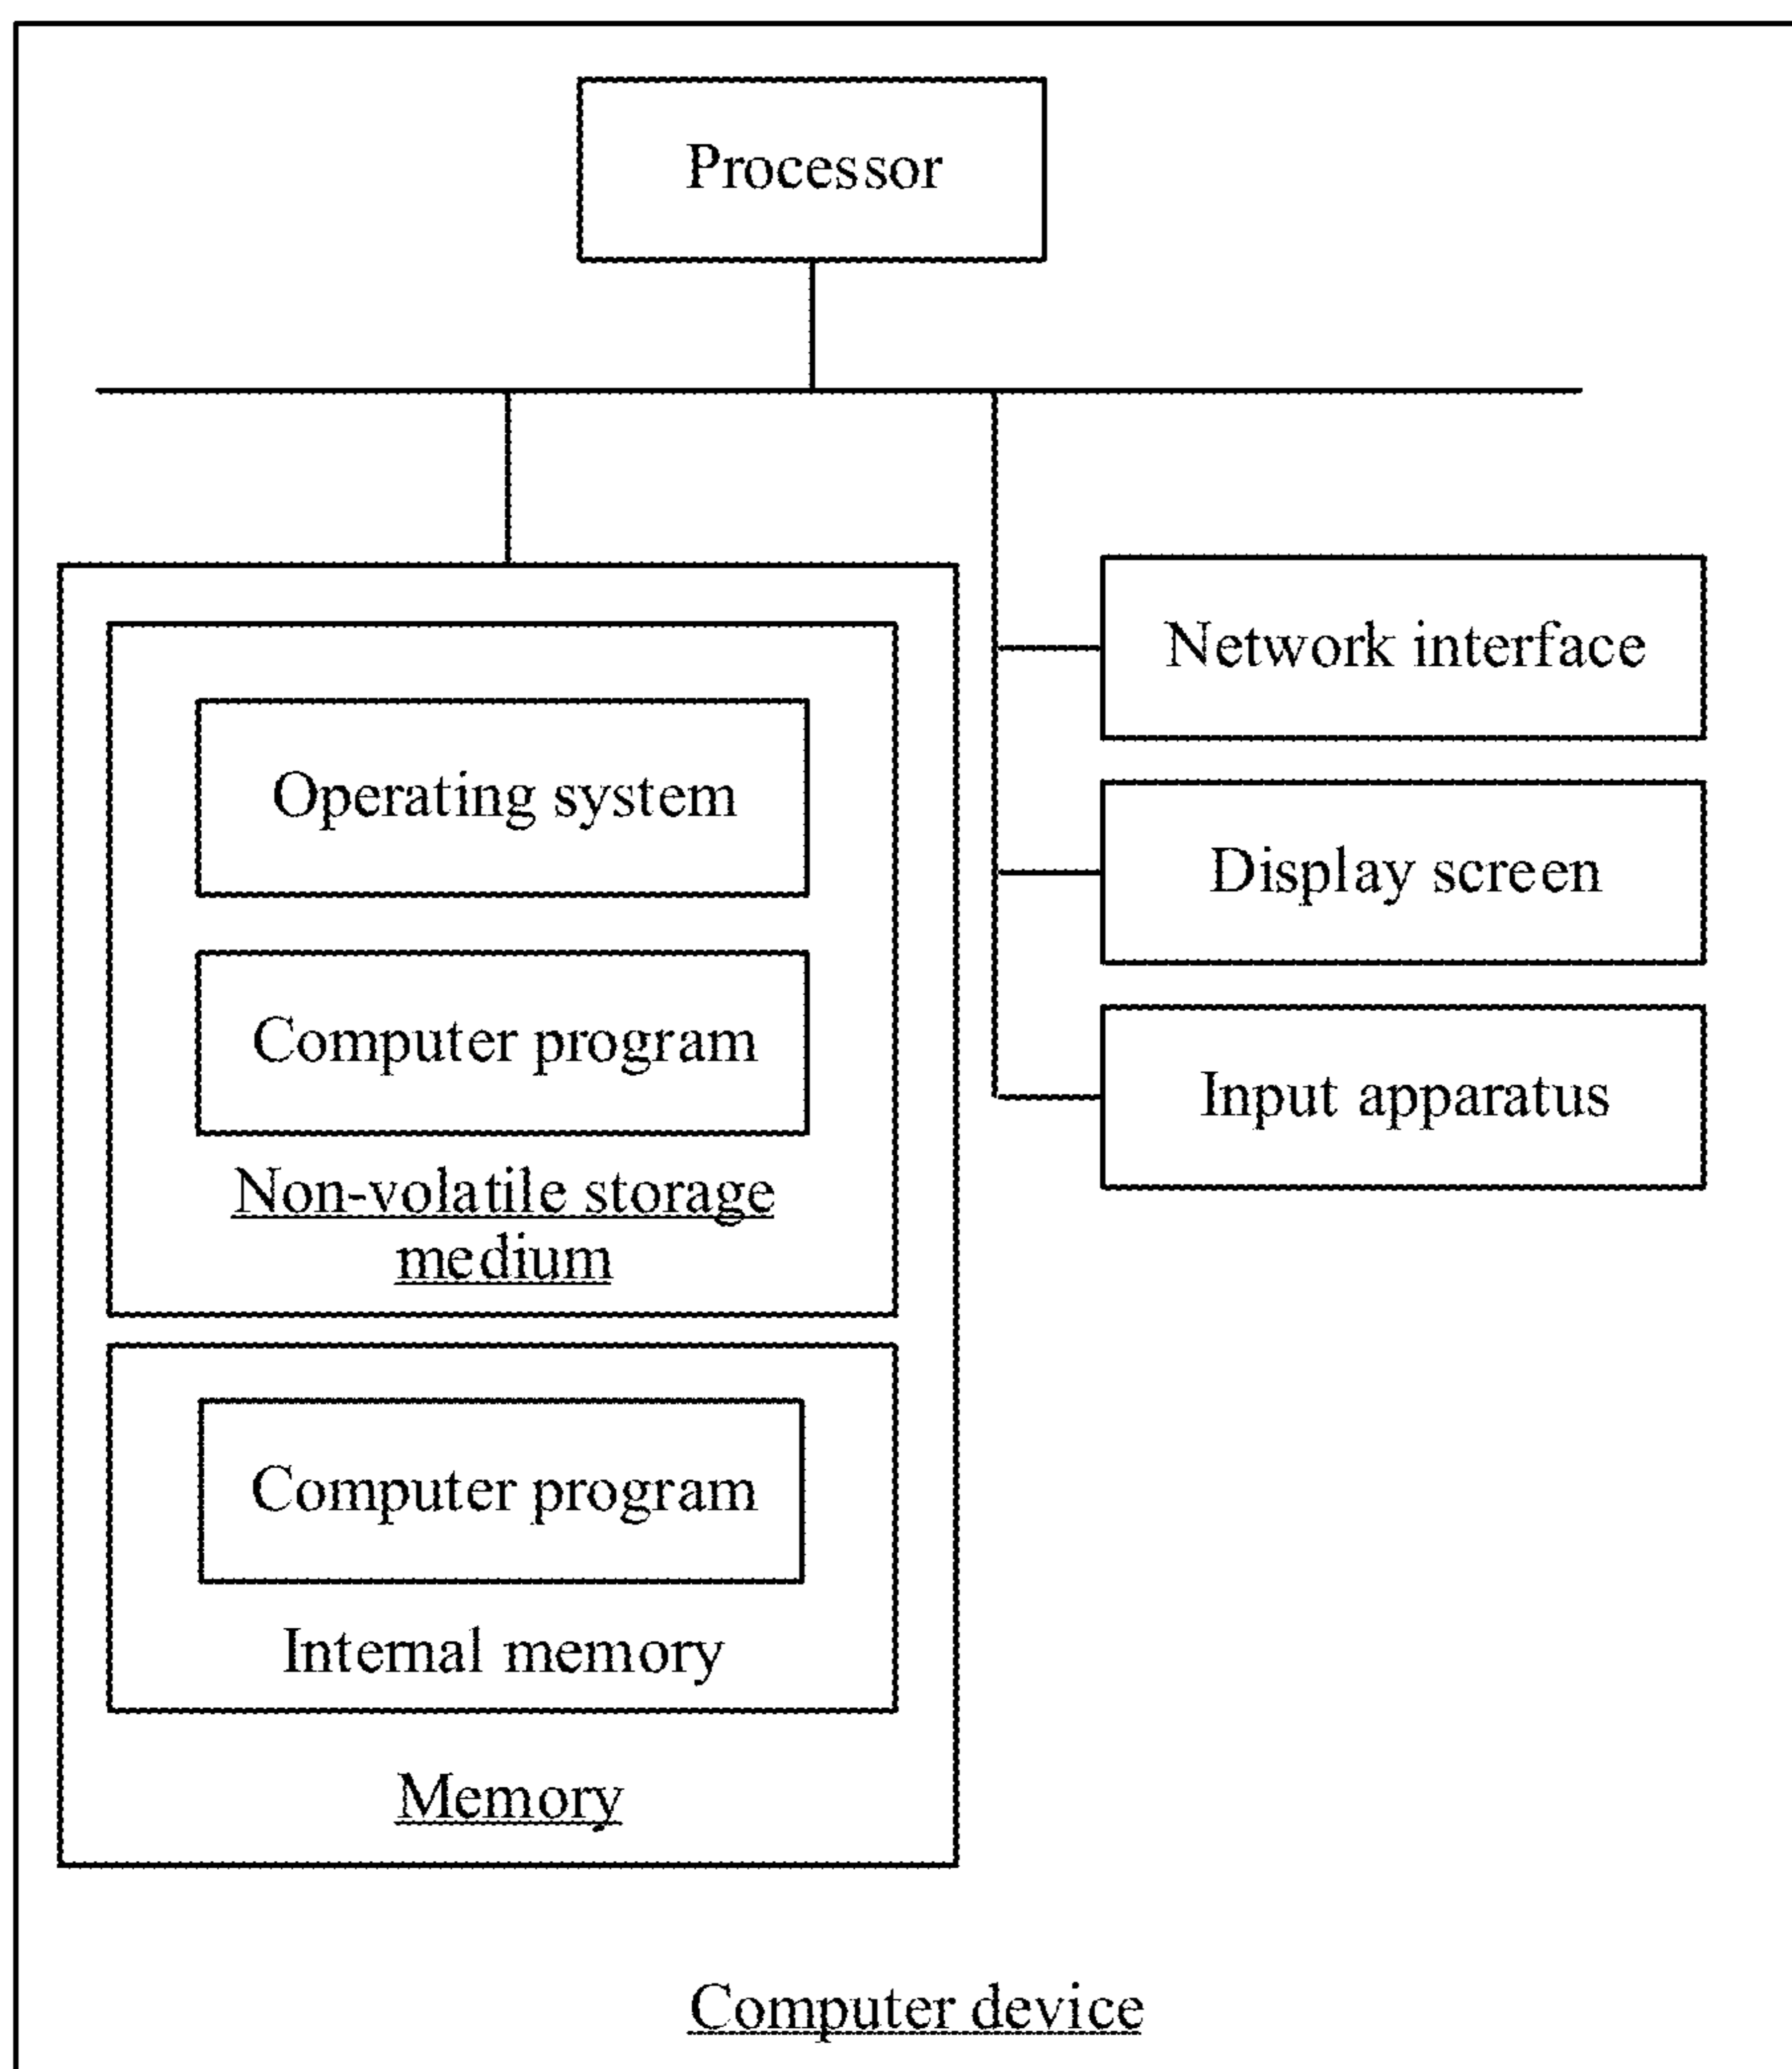 Processor
Network interface
Operating system
Display screen
Computer program
Input apparatus
Non-volatile storage
medium
Computer program
Internal memory
Memory
Computer device